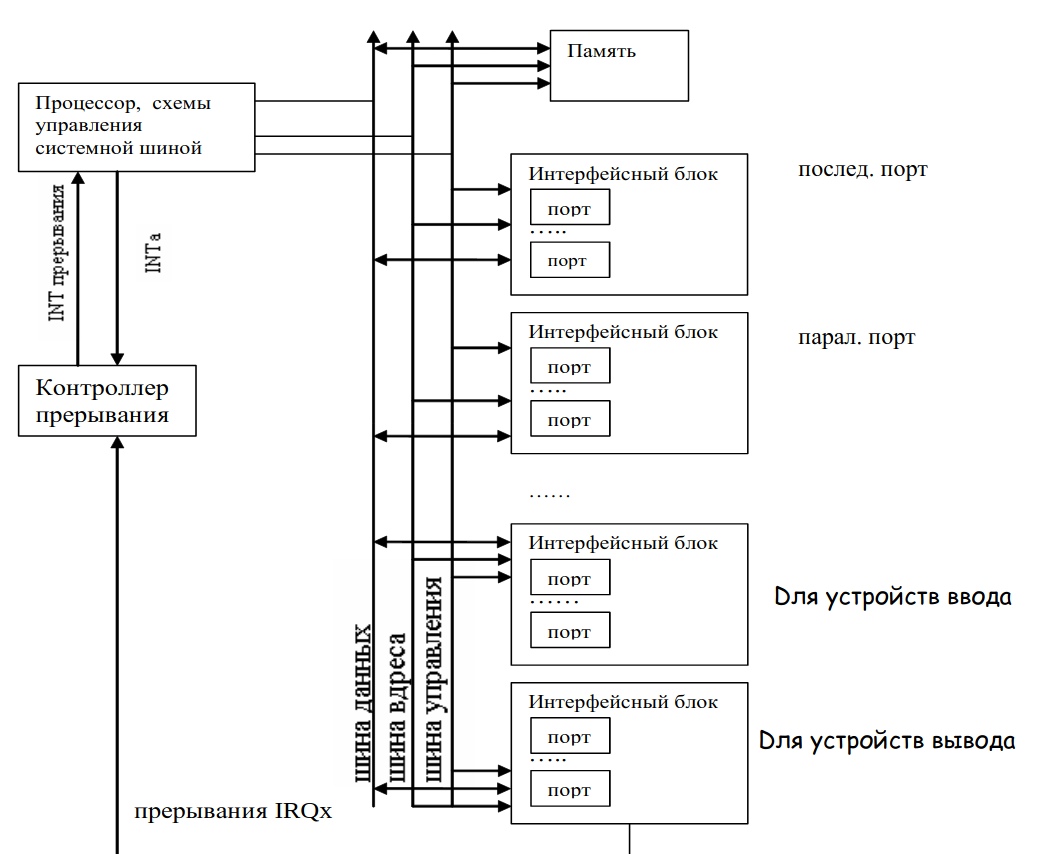 Память
Процессор, схемы
управления
системной шиной
Интерфейсный блок
порт
.....
порт
послед. порт
INT прерывания
INTa
Интерфейсный блок
порт
.....
порт
парал. порт
Контроллер
прерывания
......
Интерфейсный блок
порт
......
порт
Dля устройств ввода
шина данных
шина вдреса
шина управления
Интерфейсный блок
порт
.....
порт
Dля устройств вывода
прерывания IRQx